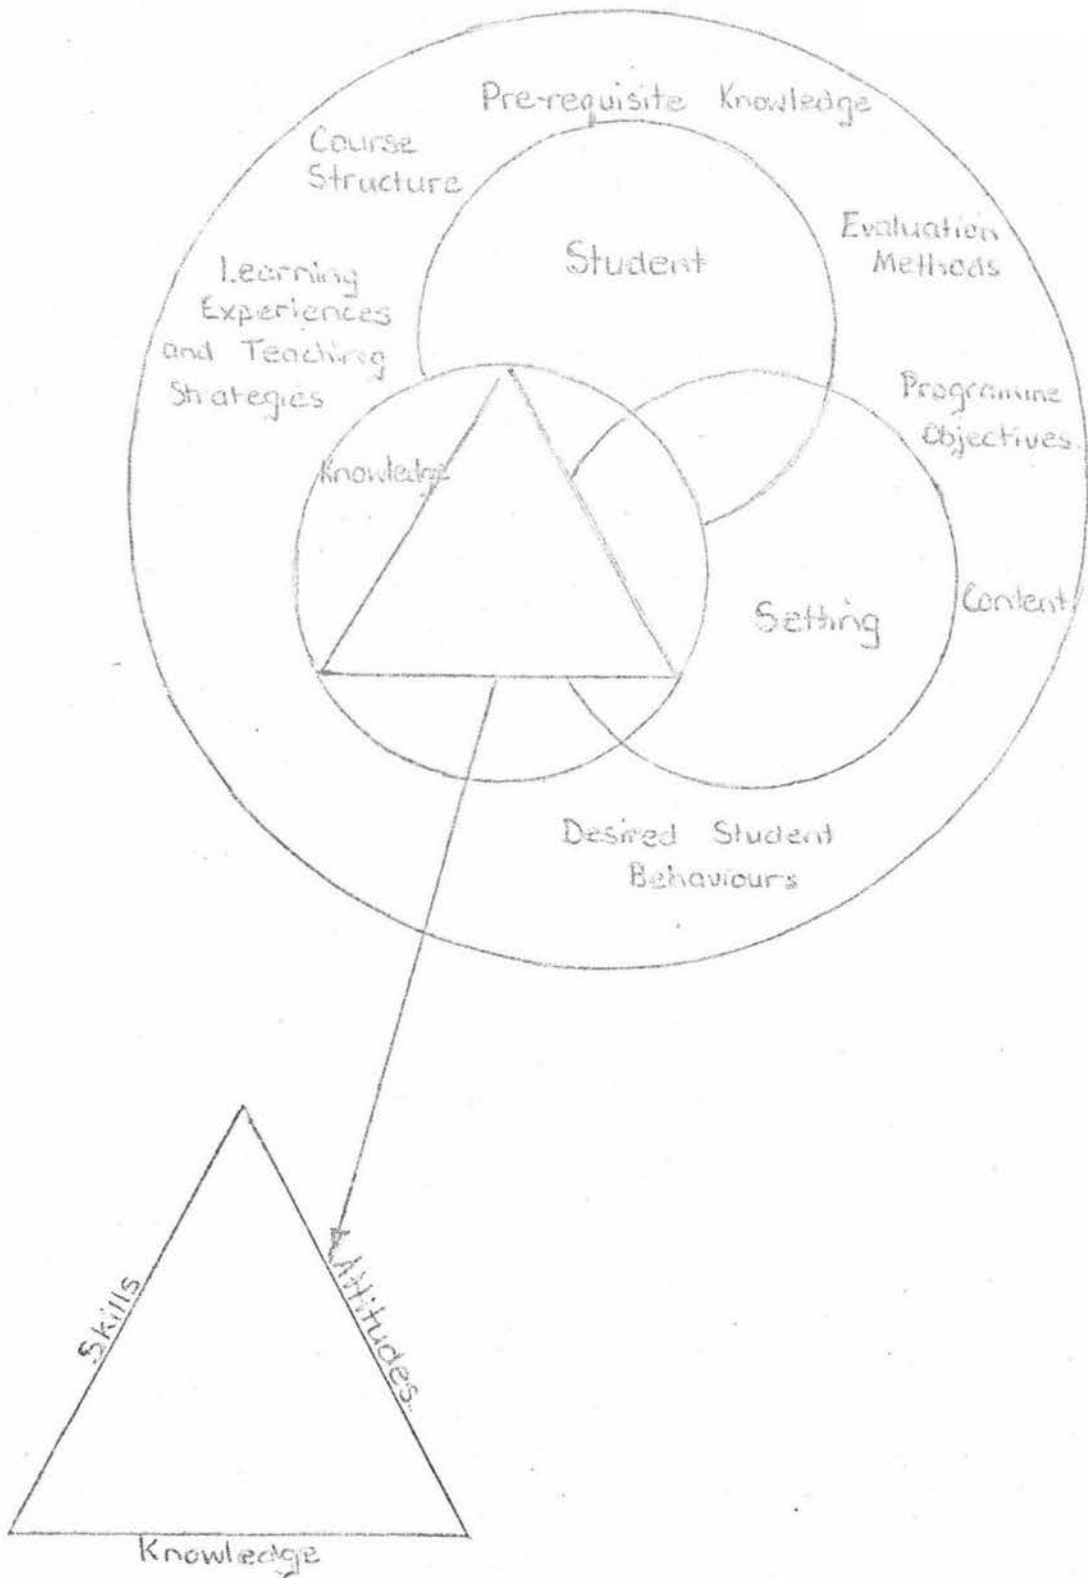 Pre-requisite Knowledge
Course
Structure
Student
Evaluation
Methods
Learning
Experiences
and Teaching
Strategies
Programme
Objectives
Knowledge
Setting
Content
Desired Student
Behaviours
Skills
Attitudes
Knowledge